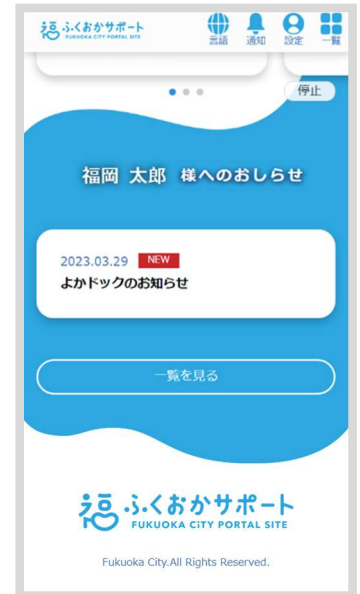 ふくおかサポート
FUKUOKA CITY PORTAL SITE
言語 通知 設定 一覧
停止
福岡 太郎 様へのおしらせ
2023.03.29 NEW
よかドックのお知らせ
一覧を見る
福 ふくおかサポート
FUKUOKA CITY PORTAL SITE
Fukuoka City.All Rights Reserved.